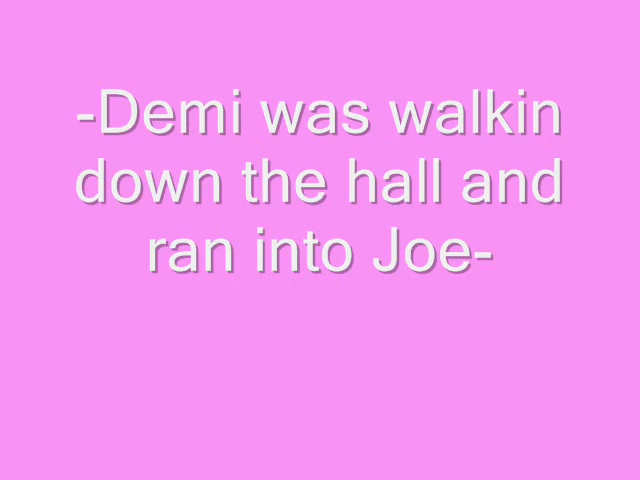 -Demi was walkin
down the hall and
ran into Joe-